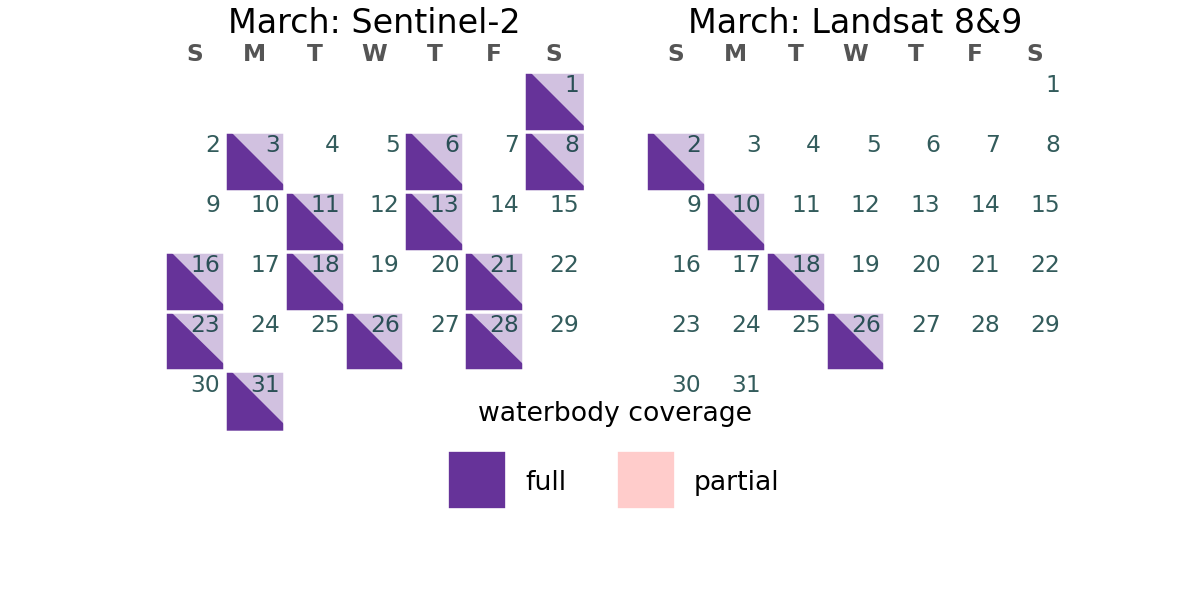 March: Sentinel-2
S M T W T F S
1
2 3 4 5 6 7 8
9 10 11 12 13 14 15
16 17 18 19 20 21 22
23 24 25 26 27 28 29
30 31
March: Landsat 8&9
S M T W T F S
1
2 3 4 5 6 7 8
9 10 11 12 13 14 15
16 17 18 19 20 21 22
23 24 25 26 27 28 29
30 31
waterbody coverage
full partial